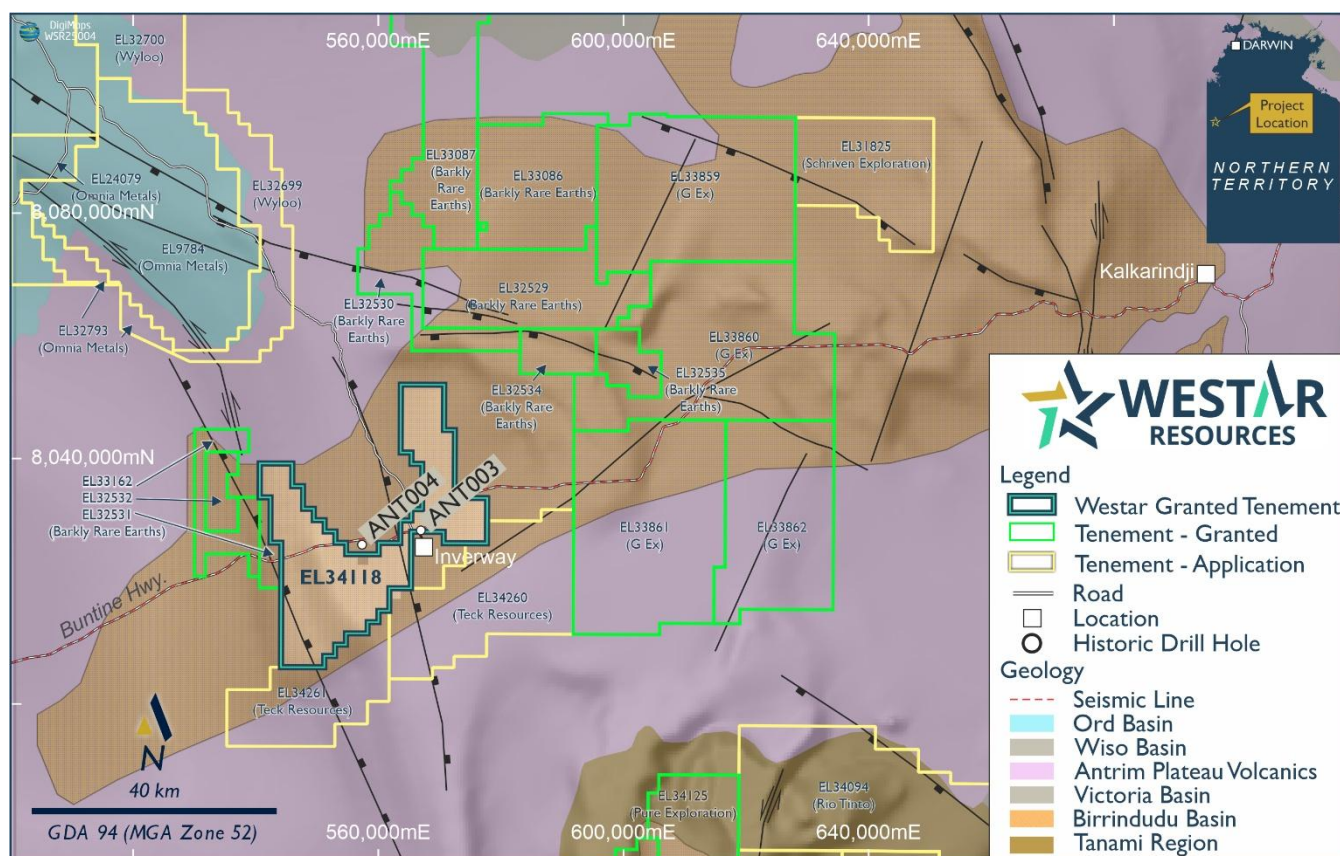 DigiMaps
WSR25004
EL32700
(Wyloo)
560,000mE
600,000mE
640,000mE
DARWIN
Project
Location
NORTHERN
TERRITORY
EL24079
(Omnia Metals)
EL32699
(Wyloo)
EL33087
(Barkly
Rare
Earths)
EL33086
(Barkly Rare Earths)
EL33859
(G Ex)
EL31825
(Schriven Exploration)
8,080,000mN
EL9784
(Omnia Metals)
Kalkarindji
EL32793
(Omnia Metals)
EL32530
(Barkly Rare
Earths)
EL32529
(Barkly Rare Earths)
EL33860
(G Ex)
EL32534
(Barkly Rare
Earths)
EL32535
(Barkly Rare
Earths)
8,040,000mN
EL33162
EL32532
EL32531
(Barkly Rare Earths)
ANT004
ANT003
Inverway
EL34118
EL33861
(G Ex)
EL33862
(G Ex)
Buntine Hwy.
EL34260
(Teck Resources)
EL34261
(Teck Resources)
EL34125
(Pure Exploration)
EL34094
(Rio Tinto)
N
40 km
GDA 94 (MGA Zone 52)
560,000mE
600,000mE
640,000mE
WESTAR
RESOURCES
Legend
Westar Granted Tenement
Tenement - Granted
Tenement - Application
Road
Location
Historic Drill Hole
Geology
Seismic Line
Ord Basin
Wiso Basin
Antrim Plateau Volcanics
Victoria Basin
Birrindudu Basin
Tanami Region